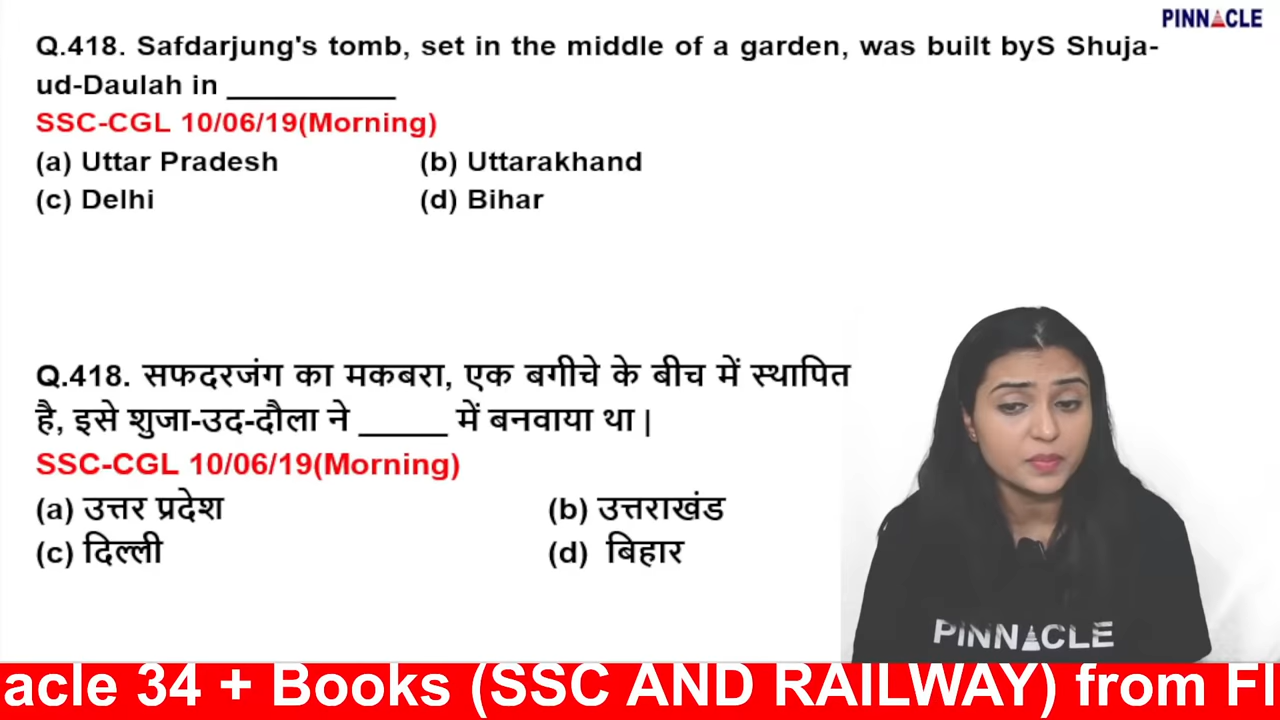 PINNACLE
Q.418. Safdarjung's tomb, set in the middle of a garden, was built byS Shuja-
ud-Daulah in __________
SSC-CGL 10/06/19(Morning)
(a) Uttar Pradesh (b) Uttarakhand
(c) Delhi (d) Bihar
Q.418. सफदरजंग का मकबरा, एक बगीचे के बीच में स्थापित
है, इसे शुजा-उद-दौला ने _____ में बनवाया था |
SSC-CGL 10/06/19(Morning)
(a) उत्तर प्रदेश (b) उत्तराखंड
(c) दिल्ली (d) बिहार
PINNACLE
acle 34 + Books (SSC AND RAILWAY) from Fl